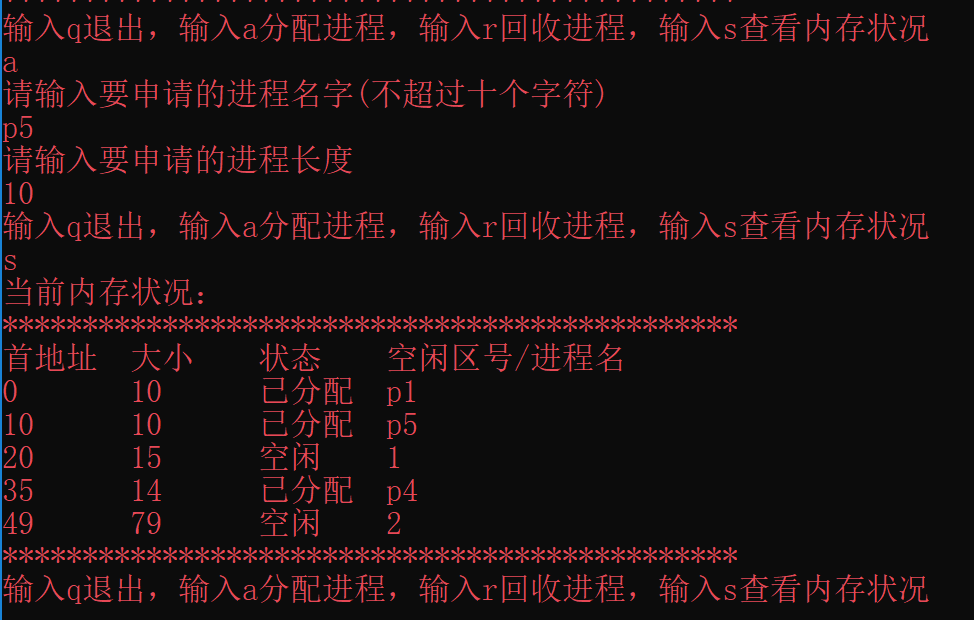 输入q退出，输入a分配进程，输入r回收进程，输入s查看内存状况
a
请输入要申请的进程名字(不超过十个字符)
p5
请输入要申请的进程长度
10
输入q退出，输入a分配进程，输入r回收进程，输入s查看内存状况
s
当前内存状况：
**********************************************
首地址 大小 状态 空闲区号/进程名
0 10 已分配 p1
10 10 已分配 p5
20 15 空闲 1
35 14 已分配 p4
49 79 空闲 2
**********************************************
输入q退出，输入a分配进程，输入r回收进程，输入s查看内存状况